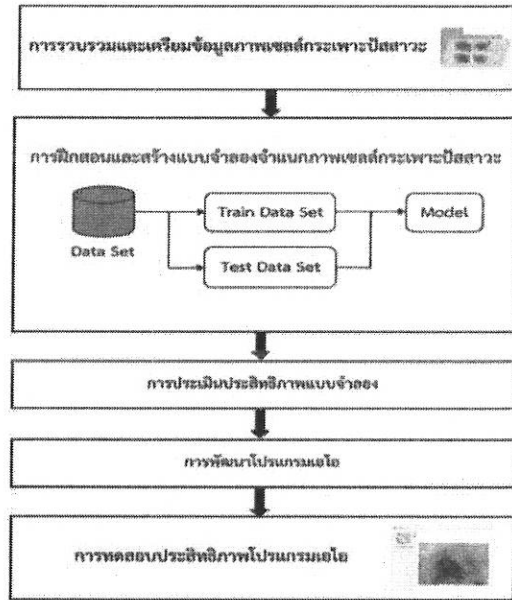 การรวบรวมและเตรียมข้อมูลภาพเซลล์กระเพาะปัสสาวะ
การฝึกสอนและสร้างแบบจำลองจำแนกภาพเซลล์กระเพาะปัสสาวะ
Data Set
Train Data Set
Test Data Set
Model
การประเมินประสิทธิภาพแบบจำลอง
การพัฒนาโปรแกรมเอไอ
การทดสอบประสิทธิภาพโปรแกรมเอไอ